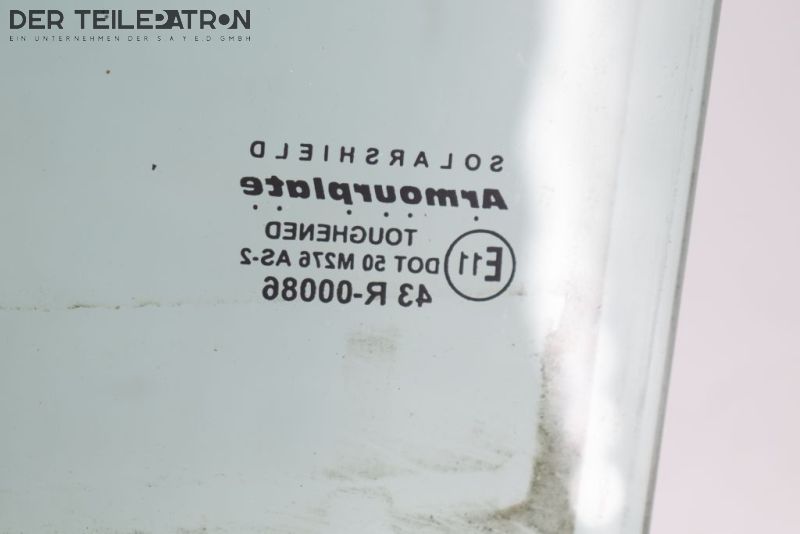 DER TEILEPATRON
EIN UNTERNEHMEN DER S A Y E D GMBH
SOLARSHIELD
Armourplate
TOUGHENED
E11 DOT 50 M276 AS-2
43 R-00086